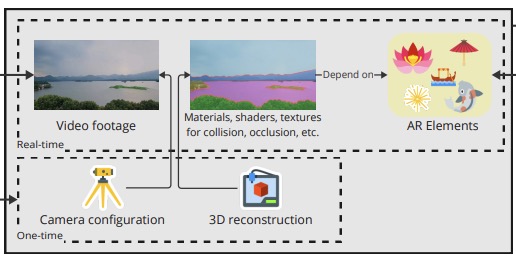 Depend on
Video footage
Materials, shaders, textures
for collision, occlusion, etc.
AR Elements
Real-time
Camera configuration
3D reconstruction
One-time